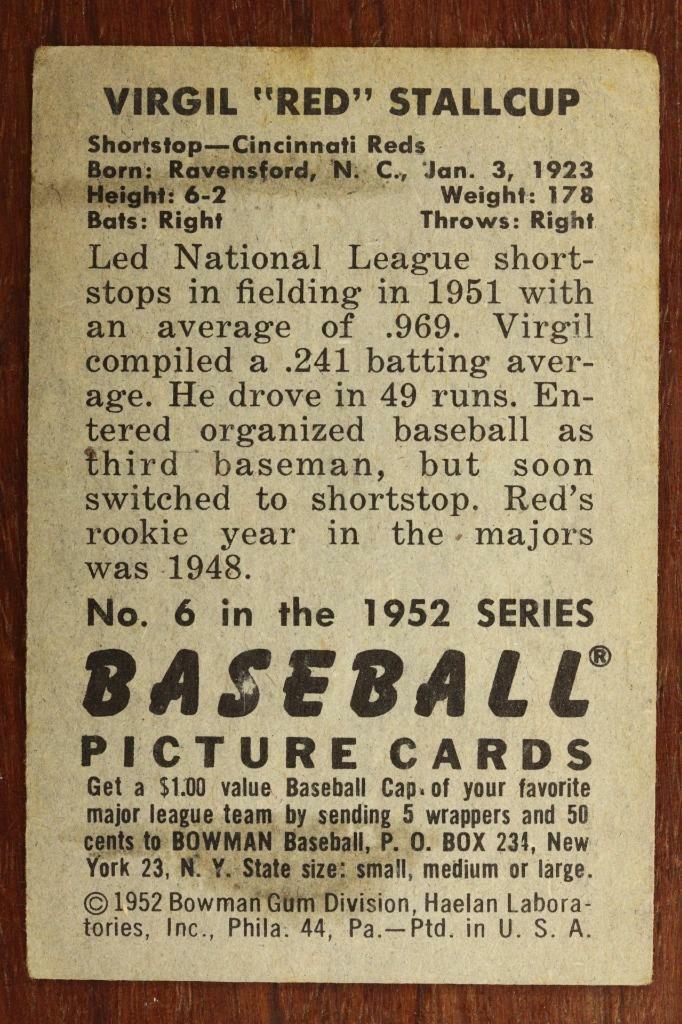 VIRGIL "RED" STALLCUP
Shortstop—Cincinnati Reds
Born: Ravensford, N. C., Jan. 3, 1923
Height: 6-2 Weight: 178
Bats: Right Throws: Right
Led National League short-
stops in fielding in 1951 with
an average of .969. Virgil
compiled a .241 batting aver-
age. He drove in 49 runs. En-
tered organized baseball as
third baseman, but soon
switched to shortstop. Red's
rookie year in the majors
was 1948.
No. 6 in the 1952 SERIES
BASEBALL®
PICTURE CARDS
Get a $1.00 value Baseball Cap of your favorite
major league team by sending 5 wrappers and 50
cents to BOWMAN Baseball, P. O. BOX 234, New
York 23, N. Y. State size: small, medium or large.
© 1952 Bowman Gum Division, Haelan Labora-
tories, Inc., Phila. 44, Pa.—Ptd. in U. S. A.